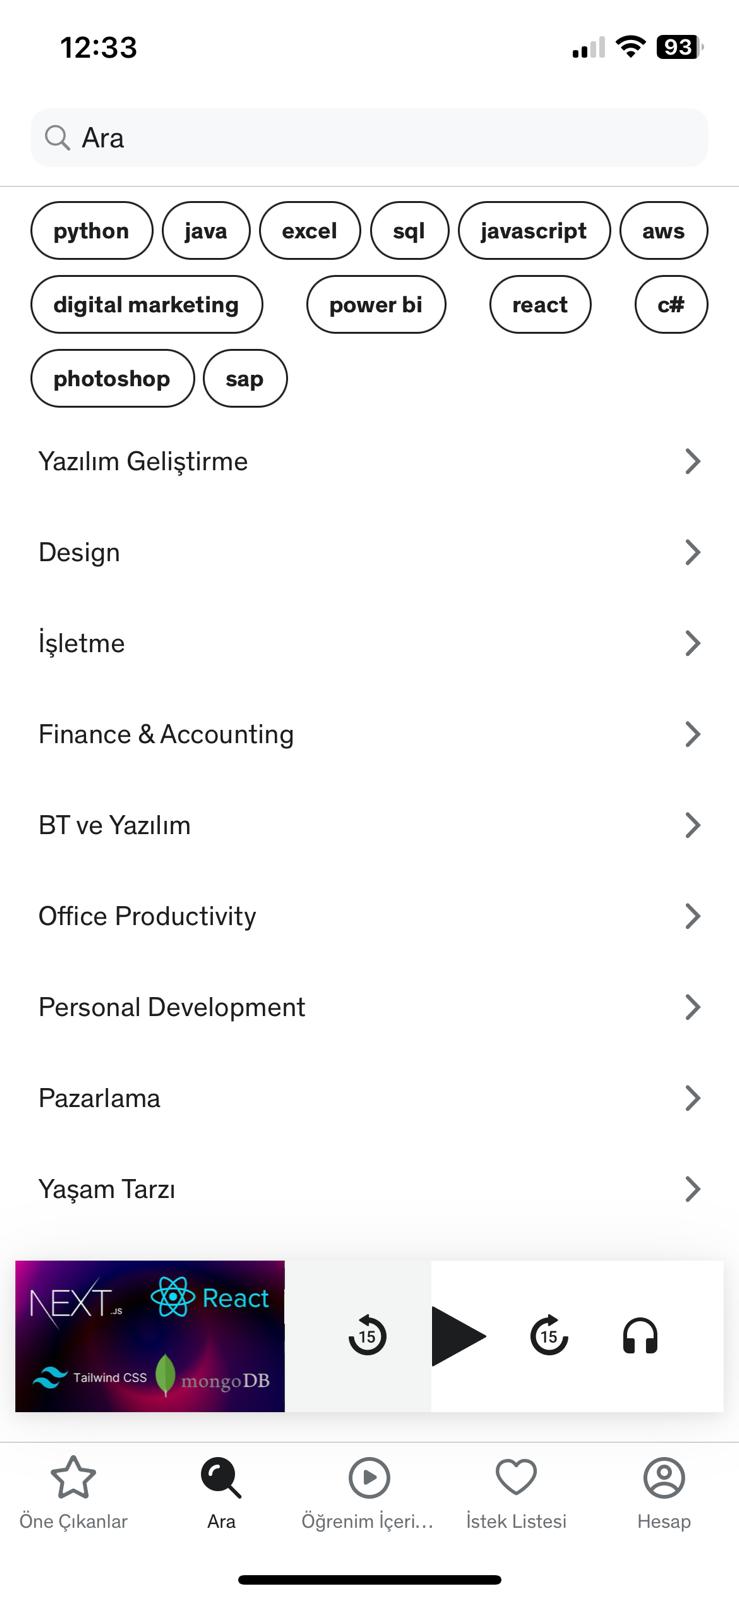 12:33
93
Ara
python java excel sql javascript aws
digital marketing power bi react c#
photoshop sap
Yazılım Geliştirme
Design
İşletme
Finance & Accounting
BT ve Yazılım
Office Productivity
Personal Development
Pazarlama
Yaşam Tarzı
NEXT.JS React
Tailwind CSS mongoDB
15 15
Öne Çıkanlar Ara Öğrenim İçeri... İstek Listesi Hesap